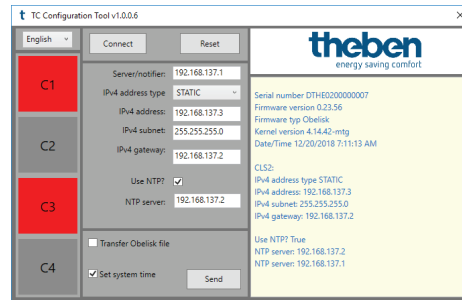 t TC Configuration Tool v1.0.0.6
English
Connect
Reset
theben
energy saving comfort
C1
C2
C3
C4
Server/notifier: 192.168.137.1
IPv4 address type STATIC
IPv4 address: 192.168.137.3
IPv4 subnet: 255.255.255.0
IPv4 gateway: 192.168.137.2
Use NTP?
NTP server: 192.168.137.2
Transfer Obelisk file
Set system time
Send
Serial number DTHE0200000007
Firmware version 0.23.56
Firmware typ Obelisk
Kernel version 4.14.42-mtg
Date/Time 12/20/2018 7:11:13 AM
CLS2:
IPv4 address type STATIC
IPv4 address: 192.168.137.3
IPv4 subnet: 255.255.255.0
IPv4 gateway: 192.168.137.2
Use NTP? True
NTP server: 192.168.137.2
NTP server: 192.168.137.1